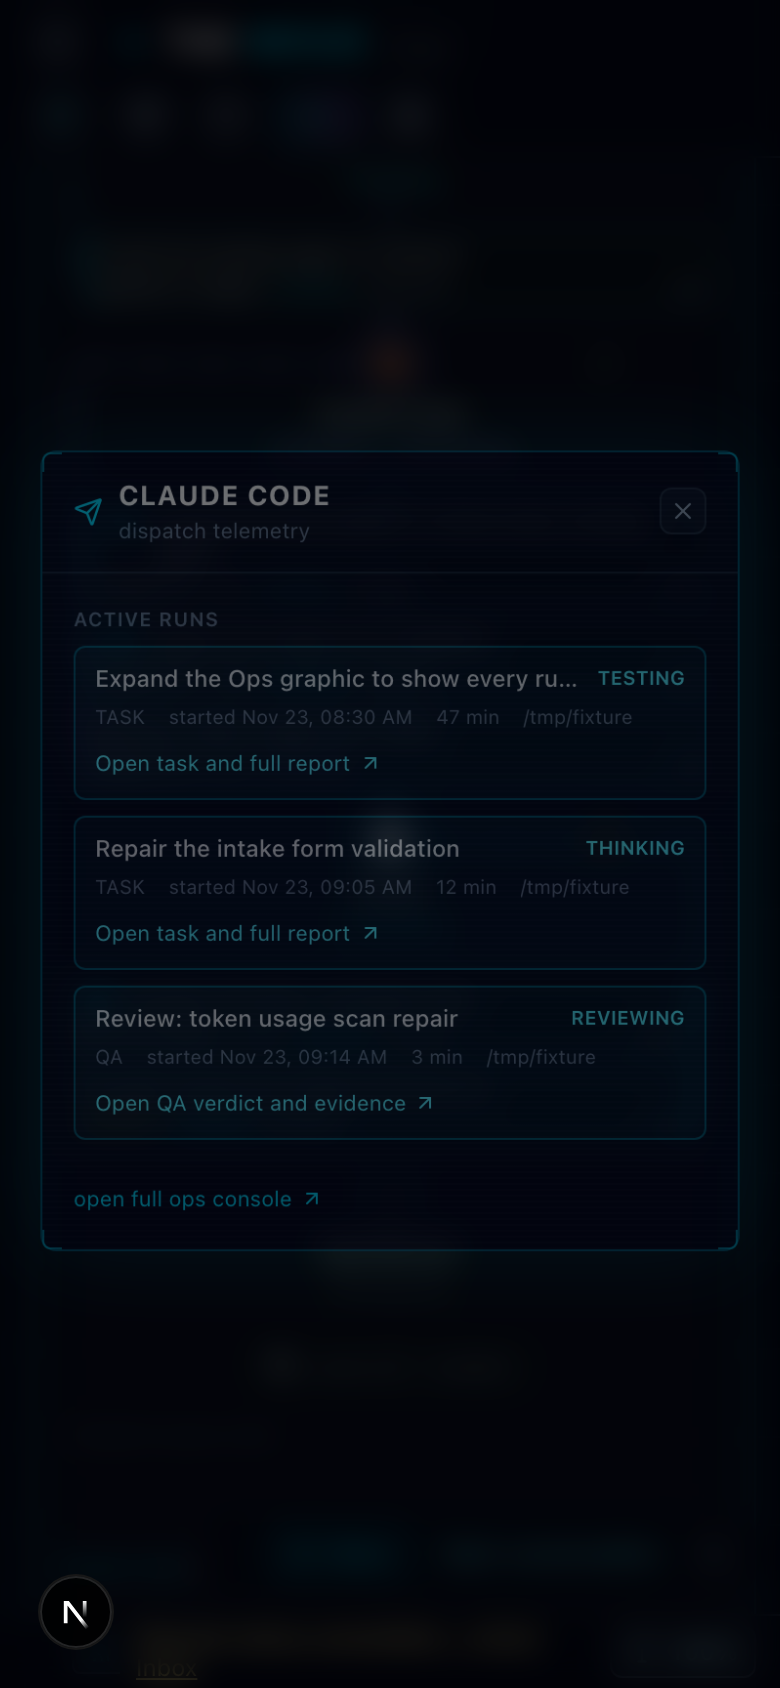 CLAUDE CODE
dispatch telemetry
ACTIVE RUNS
Expand the Ops graphic to show every ru... TESTING
TASK started Nov 23, 08:30 AM 47 min /tmp/fixture
Open task and full report
Repair the intake form validation THINKING
TASK started Nov 23, 09:05 AM 12 min /tmp/fixture
Open task and full report
Review: token usage scan repair REVIEWING
QA started Nov 23, 09:14 AM 3 min /tmp/fixture
Open QA verdict and evidence
open full ops console
N
inbox